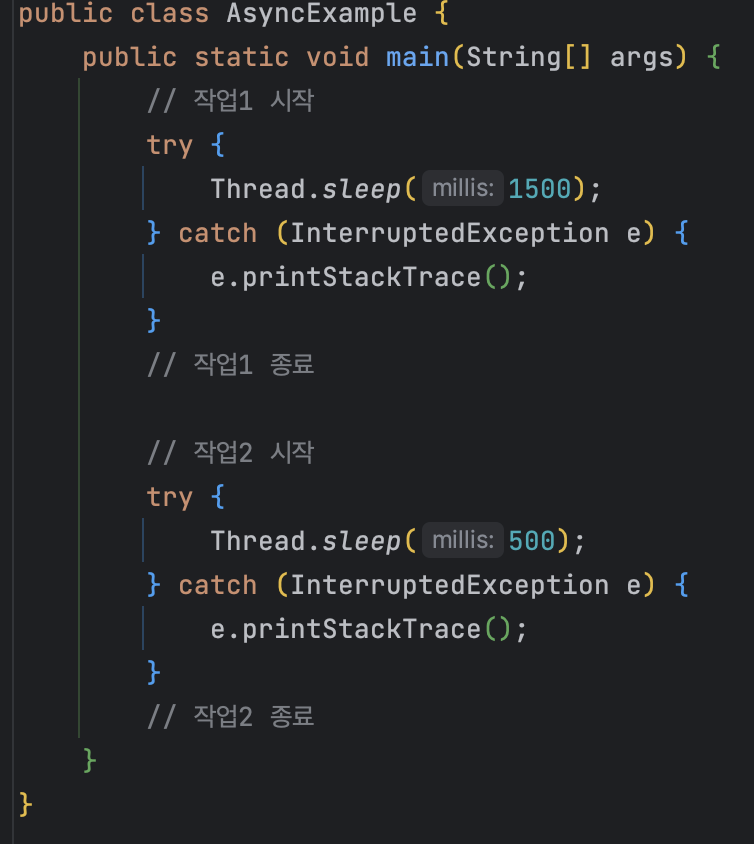 public class AsyncExample {
    public static void main(String[] args) {
        // 작업1 시작
        try {
            Thread.sleep( millis: 1500);
        } catch (InterruptedException e) {
            e.printStackTrace();
        }
        // 작업1 종료

        // 작업2 시작
        try {
            Thread.sleep( millis: 500);
        } catch (InterruptedException e) {
            e.printStackTrace();
        }
        // 작업2 종료
    }
}